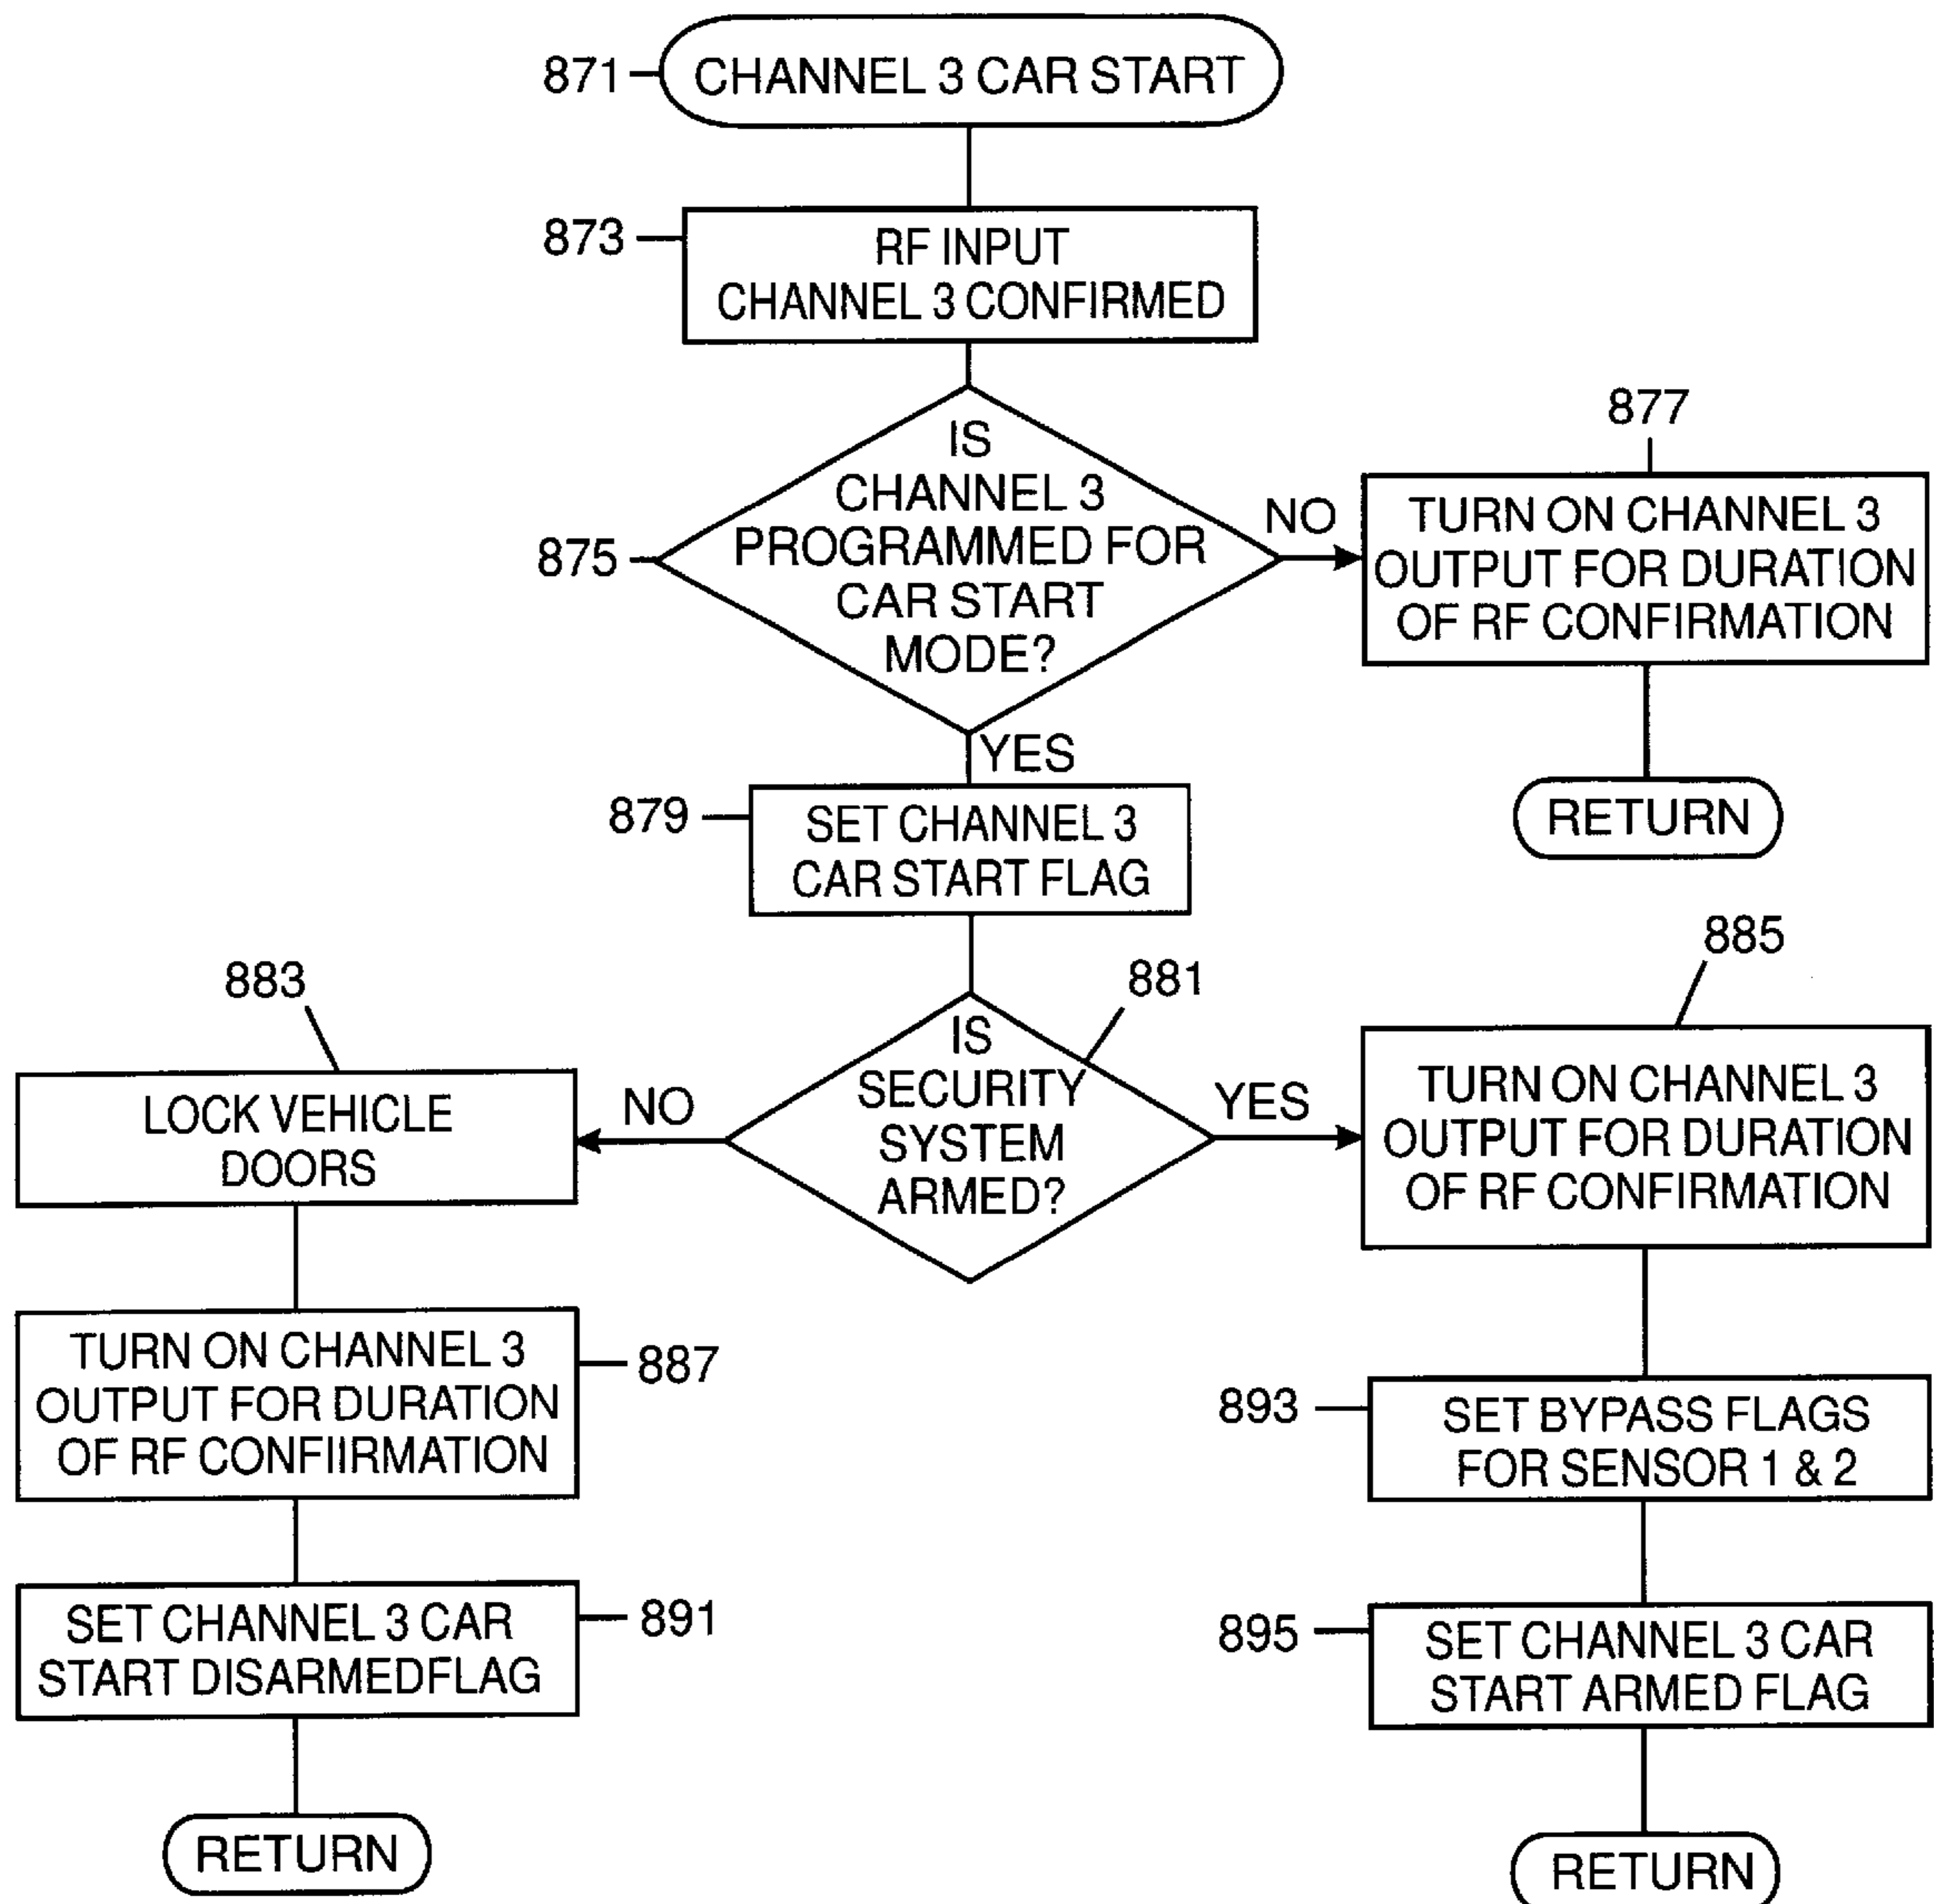 871
CHANNEL 3 CAR START
873
RF INPUT
CHANNEL 3 CONFIRMED
875
IS
CHANNEL 3
PROGRAMMED FOR
CAR START
MODE?
NO
877
TURN ON CHANNEL 3
OUTPUT FOR DURATION
OF RF CONFIRMATION
RETURN
YES
879
SET CHANNEL 3
CAR START FLAG
881
IS
SECURITY
SYSTEM
ARMED?
NO
883
LOCK VEHICLE
DOORS
887
TURN ON CHANNEL 3
OUTPUT FOR DURATION
OF RF CONFIIRMATION
891
SET CHANNEL 3 CAR
START DISARMEDFLAG
RETURN
YES
885
TURN ON CHANNEL 3
OUTPUT FOR DURATION
OF RF CONFIRMATION
893
SET BYPASS FLAGS
FOR SENSOR 1 & 2
895
SET CHANNEL 3 CAR
START ARMED FLAG
RETURN